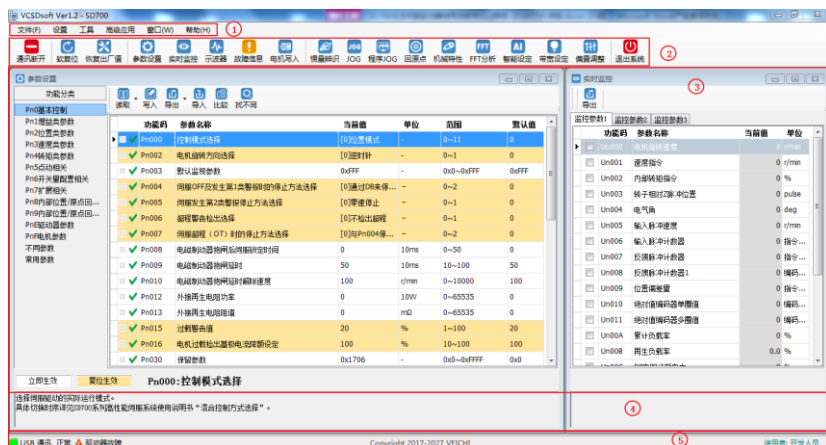 VCSDsoft Ver1.2 - SD700
文件(F) 设置 工具 高级应用 窗口(W) 帮助(H) ①
通讯断开 软复位 恢复出厂值 参数设置 实时监控 示波器 故障信息 电机写入 惯量辨识 JOG 程序JOG 回原点 机械特性 FFT分析 智能设定 带宽设定 偏置调整 退出系统 ②
参数设置
功能分类
Pn0基本控制
Pn1增益类参数
Pn2位置类参数
Pn3速度类参数
Pn4转矩类参数
Pn5点动相关
Pn6开关量配置相关
Pn7扩展相关
Pn8内部位置/原点回...
Pn9内部位置/原点回...
PnE驱动器参数
PnF电机参数
不同参数
常用参数
读取 写入 导出 导入 比较 找不同
功能码 参数名称 当前值 单位 范围 默认值
Pn000 控制模式选择 [0]位置模式 - 0~11 0
Pn002 电机旋转方向选择 [0]逆时针 - 0~1 0
Pn003 默认监视参数 0xFFF - 0x0~0xFFF 0xFFF
Pn004 伺服OFF及发生第1类警报时的停止方法选择 [0]通过DB来停... - 0~2 0
Pn005 伺服发生第2类警报停止方法选择 [0]零速停止 - 0~1 0
Pn006 超程警告检出选择 [0]不检出超程 - 0~1 0
Pn007 伺服超程（OT）时的停止方法选择 [0]与Pn004停... - 0~2 0
Pn008 电磁制动器抱闸后伺服锁定时间 0 10ms 0~50 0
Pn009 电磁制动器抱闸延时 50 10ms 10~100 50
Pn010 电磁制动器抱闸延时解除速度 100 r/min 0~10000 100
Pn012 外接再生电阻功率 0 10W 0~65535 0
Pn013 外接再生电阻阻值 0 mΩ 0~65535 0
Pn015 过载警告值 20 % 1~100 20
Pn016 电机过载检出基极电流降额设定 100 % 10~100 100
Pn030 保留参数 0x1706 - 0x0~0xFFFF 0x0
立即生效 复位生效 Pn000:控制模式选择
选择伺服驱动的实际运行模式。
具体切换时序详见SD700系列高性能伺服系统使用说明书“混合控制方式选择”。
实时监控 ③
导出
监控参数1 监控参数2 监控参数3
功能码 参数名称 当前值 单位
Un000 电机旋转速度 0 r/min
Un001 速度指令 0 r/min
Un002 内部转矩指令 0 %
Un003 转子相对Z脉冲位置 0 pulse
Un004 电气角 0 deg
Un005 输入脉冲速度 0 r/min
Un006 输入脉冲计数器 0 指令...
Un007 反馈脉冲计数器 0 编码...
Un008 反馈脉冲计数器1 0 编码...
Un009 位置偏差量 0 指令...
Un010 绝对值编码器单圈值 0 编码...
Un011 绝对值编码器多圈值 0 编码...
Un00A 累计负载率 0 %
Un00B 再生负载率 0.0 %
④
USB 通讯 正常 驱动器故障 Copyright 2017-2027 VEICHI ⑤ 使用者: 开发人员